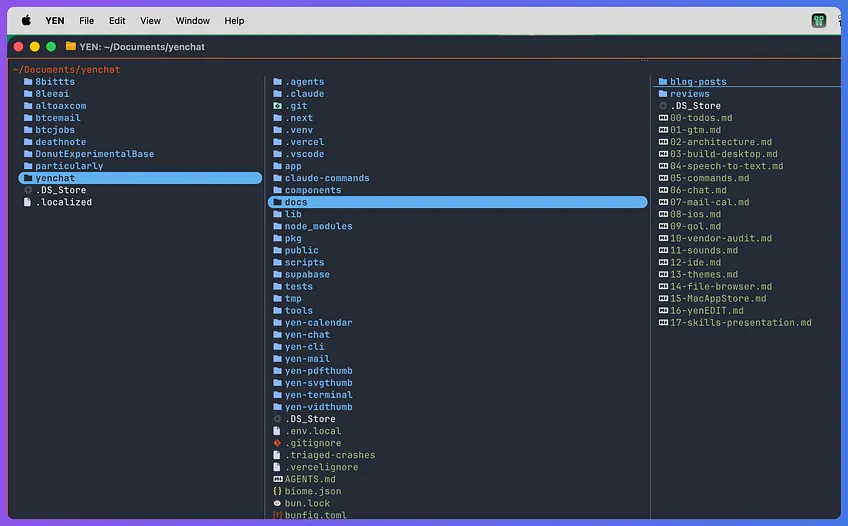 YEN File Edit View Window Help
YEN: ~/Documents/yenchat
~/Documents/yenchat
8bittts
8leeai
altoaxcom
btcemail
btcjobs
deathnote
DonutExperimentalBase
particularly
yenchat
.DS_Store
.localized
.agents
.claude
.git
.next
.venv
.vercel
.vscode
app
claude-commands
components
docs
lib
node_modules
pkg
public
scripts
supabase
tests
tmp
tools
yen-calendar
yen-chat
yen-cli
yen-mail
yen-pdfthumb
yen-svgthumb
yen-terminal
yen-vidthumb
.DS_Store
.env.local
.gitignore
.triaged-crashes
.vercelignore
AGENTS.md
biome.json
bun.lock
bunfig.toml
blog-posts
reviews
.DS_Store
00-todos.md
01-gtm.md
02-architecture.md
03-build-desktop.md
04-speech-to-text.md
05-commands.md
06-chat.md
07-mail-cal.md
08-ios.md
09-qol.md
10-vendor-audit.md
11-sounds.md
12-ide.md
13-themes.md
14-file-browser.md
15-MacAppStore.md
16-yenEDIT.md
17-skills-presentation.md